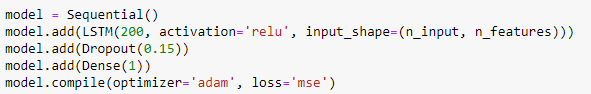 model = Sequential()
model.add(LSTM(200, activation='relu', input_shape=(n_input, n_features)))
model.add(Dropout(0.15))
model.add(Dense(1))
model.compile(optimizer='adam', loss='mse')